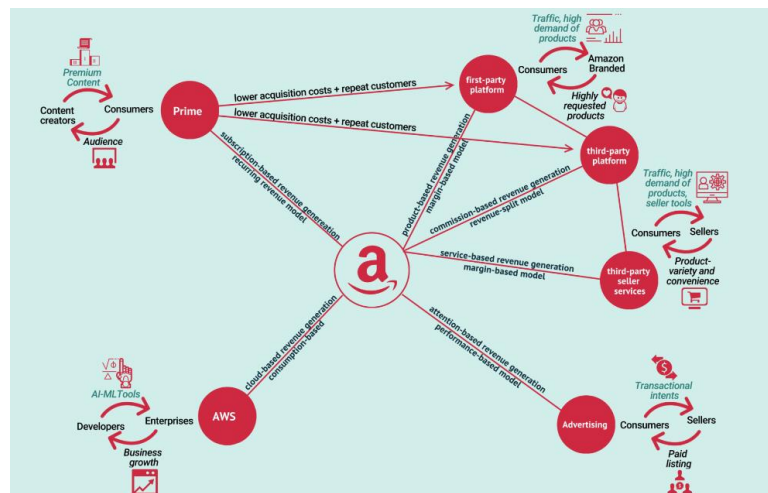 Premium
Content
Content
creators
Consumers
Audience
Prime
lower acquisition costs + repeat customers
lower acquisition costs + repeat customers
first-party
platform
Traffic, high
demand of
products
Consumers
Amazon
Branded
Highly
requested
products
third-party
platform
Traffic, high
demand of
products,
seller tools
Consumers
Sellers
Product-
variety and
convenience
third-party
seller
services
subscription-based revenue genereation
recurring revenue model
product-based revenue generation
margin-based model
commission-based revenue generation
revenue-split model
service-based revenue generation
margin-based model
a
cloud-based revenue generation
consumption-based
attention-based revenue generation
performance-based model
AI-MLTools
Developers
Enterprises
Business
growth
AWS
Advertising
Transactional
intents
Consumers
Sellers
Paid
listing